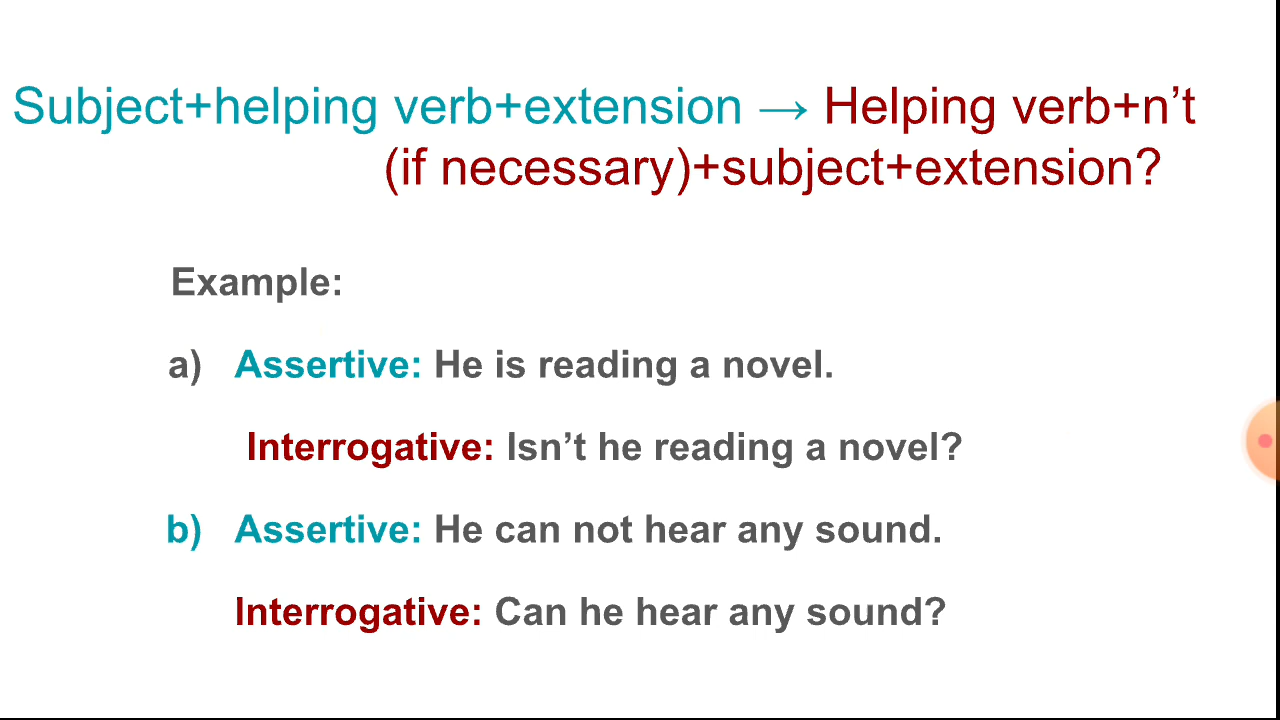 Subject+helping verb+extension → Helping verb+n’t
(if necessary)+subject+extension?
Example:
a) Assertive: He is reading a novel.
Interrogative: Isn’t he reading a novel?
b) Assertive: He can not hear any sound.
Interrogative: Can he hear any sound?